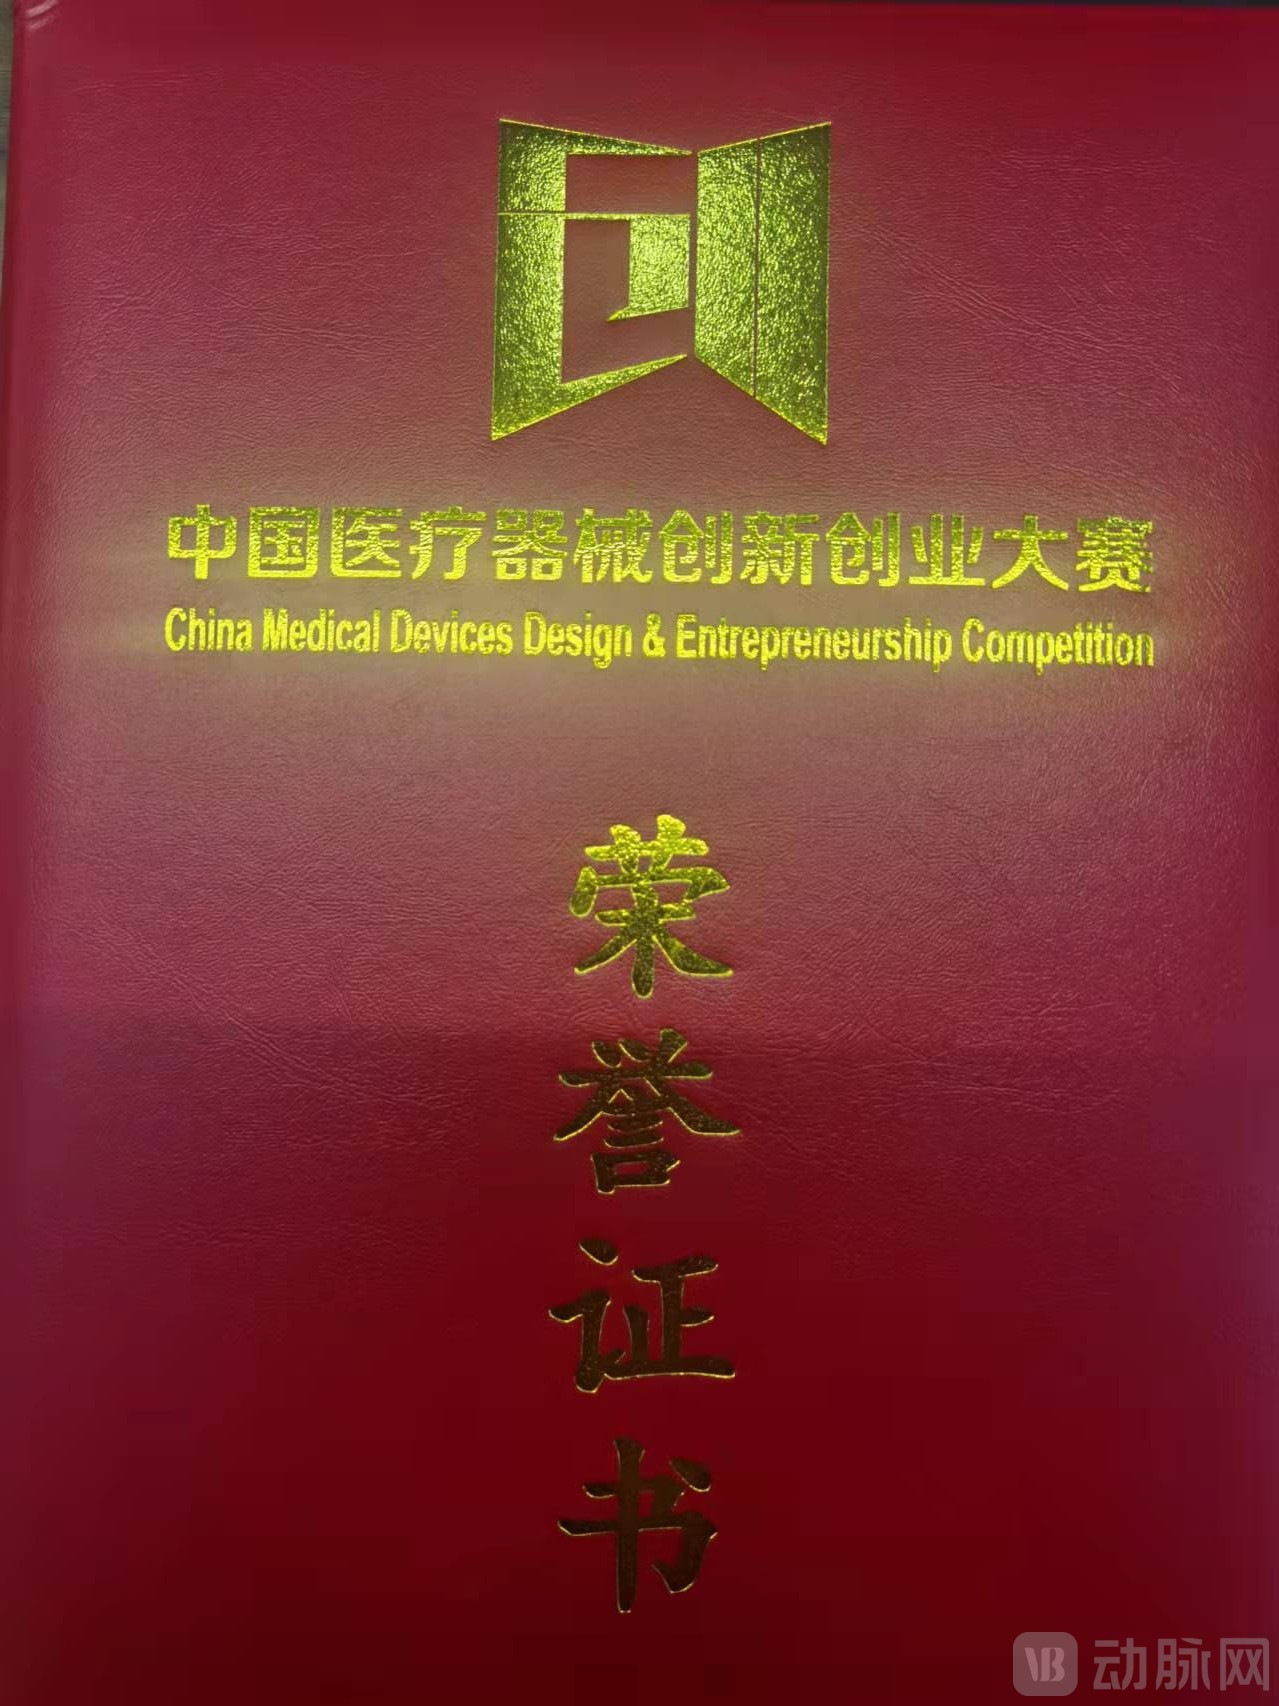 中国医疗器械创新创业大赛
China Medical Devices Design & Entrepreneurship Competition
荣
誉
证
书
VB 动脉网